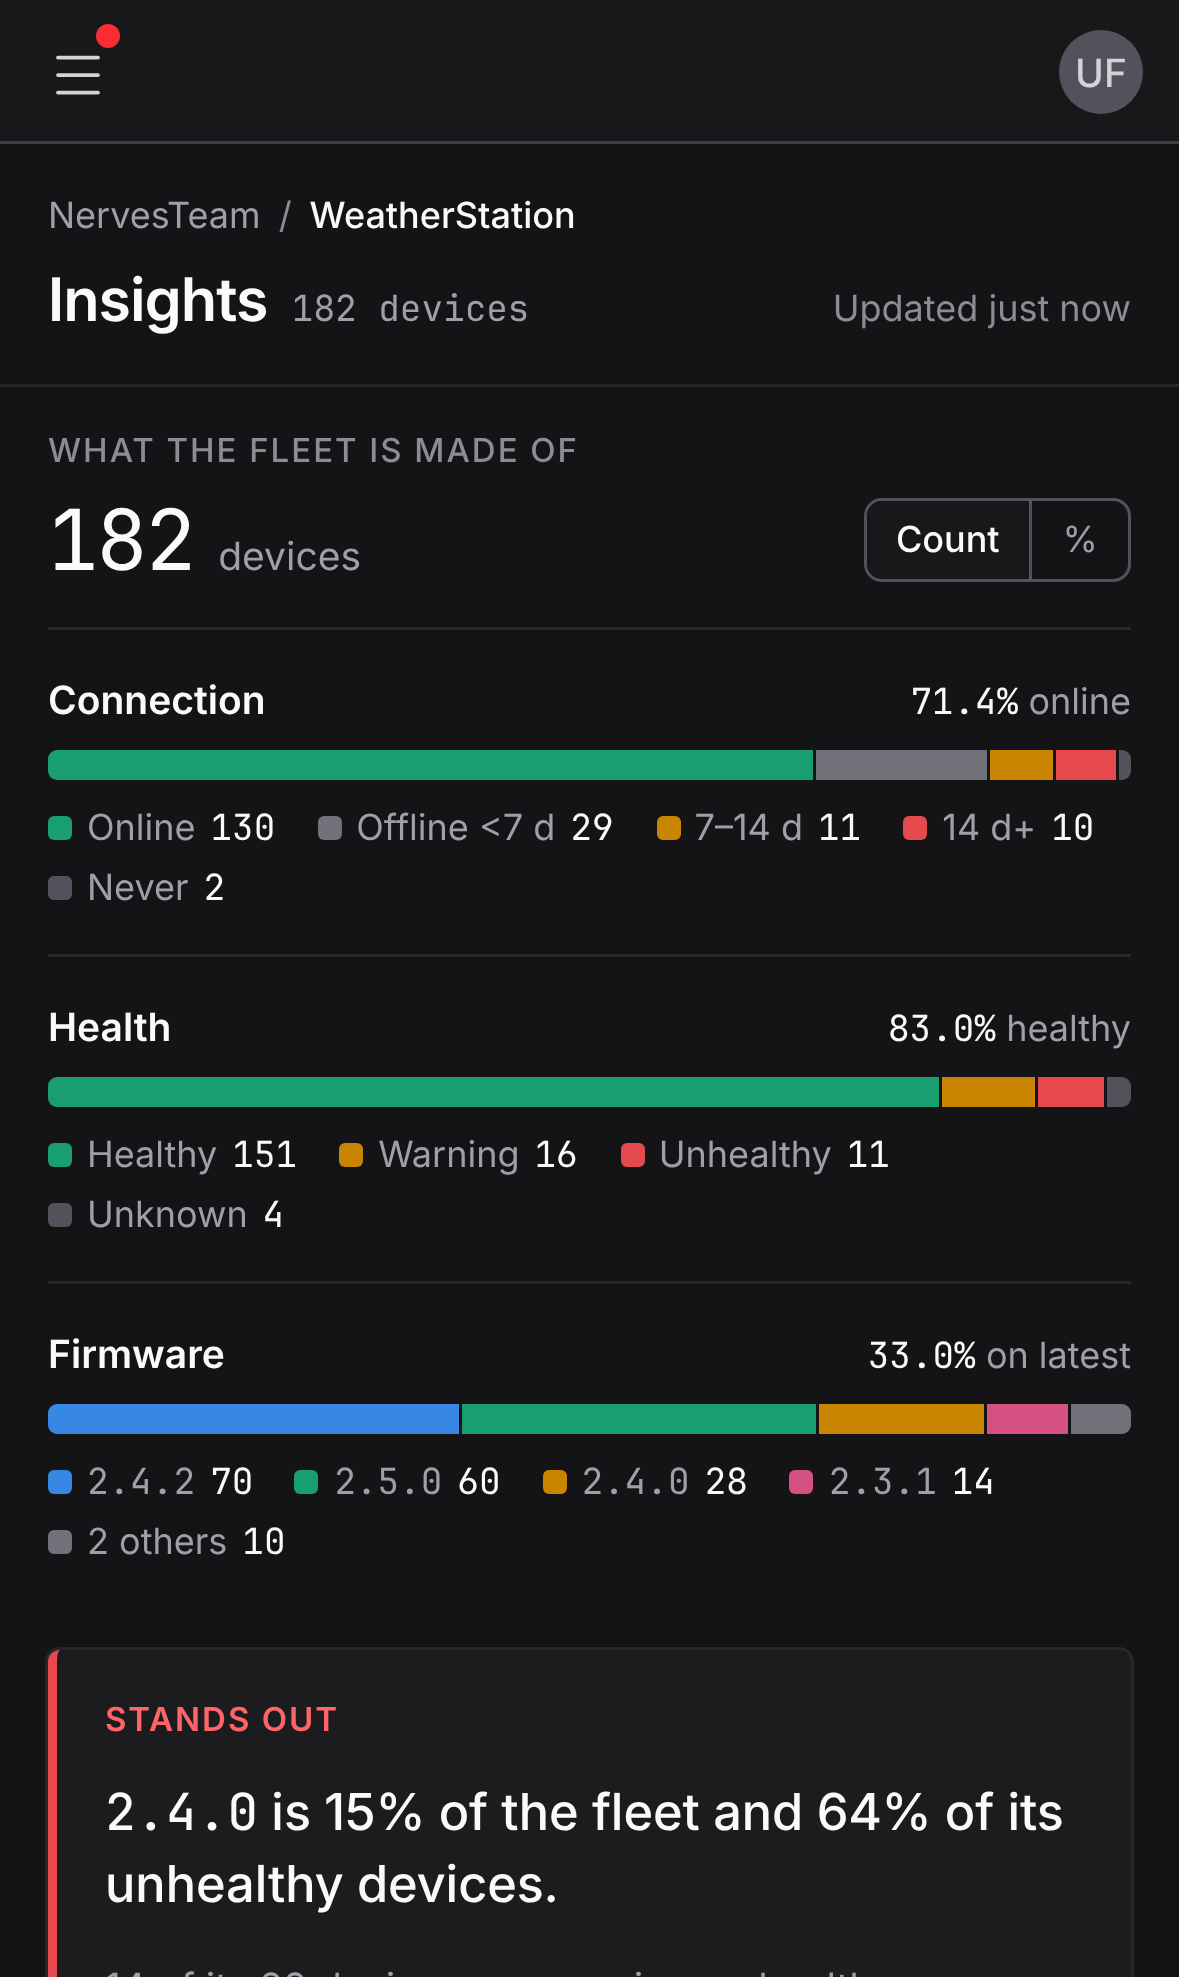 UF
NervesTeam / WeatherStation
Insights 182 devices Updated just now
WHAT THE FLEET IS MADE OF
182 devices Count %
Connection 71.4% online
Online 130 Offline <7 d 29 7–14 d 11 14 d+ 10
Never 2
Health 83.0% healthy
Healthy 151 Warning 16 Unhealthy 11
Unknown 4
Firmware 33.0% on latest
2.4.2 70 2.5.0 60 2.4.0 28 2.3.1 14
2 others 10
STANDS OUT
2.4.0 is 15% of the fleet and 64% of its
unhealthy devices.